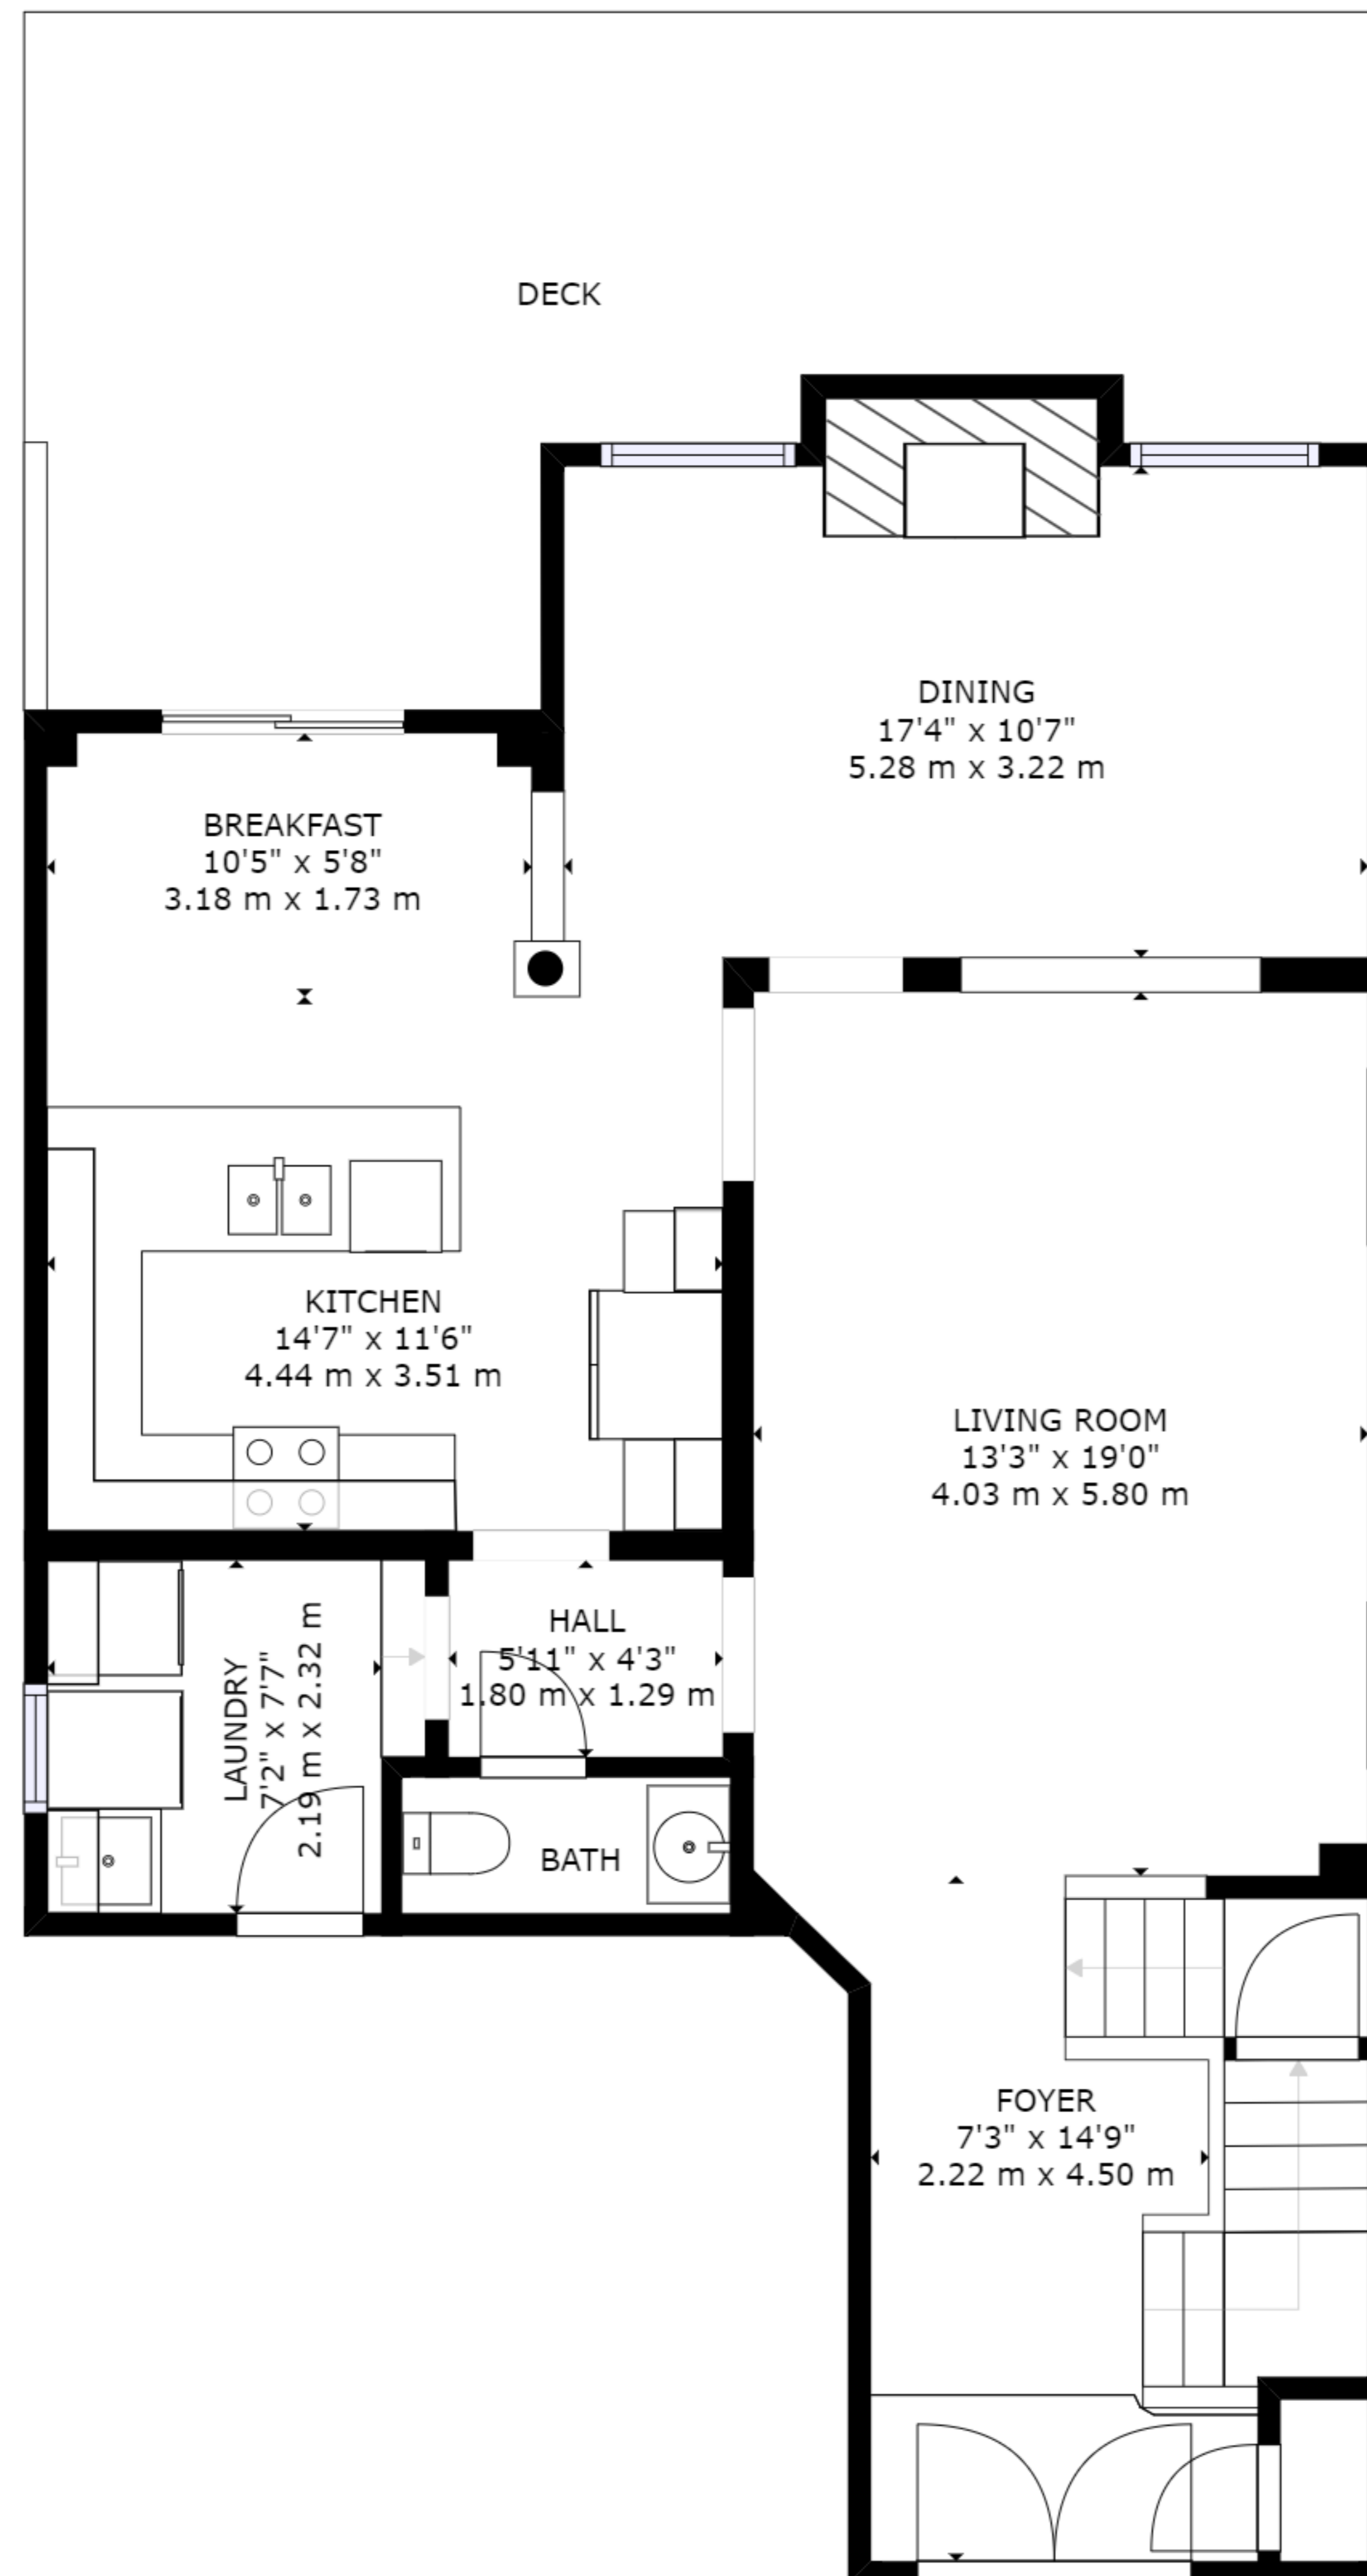 DECK
DINING
17'4" x 10'7"
5.28 m x 3.22 m
BREAKFAST
10'5" x 5'8"
3.18 m x 1.73 m
KITCHEN
14'7" x 11'6"
4.44 m x 3.51 m
LIVING ROOM
13'3" x 19'0"
4.03 m x 5.80 m
HALL
5'11" x 4'3"
1.80 m x 1.29 m
LAUNDRY
7'2" x 7'7"
2.19 m x 2.32 m
BATH
FOYER
7'3" x 14'9"
2.22 m x 4.50 m